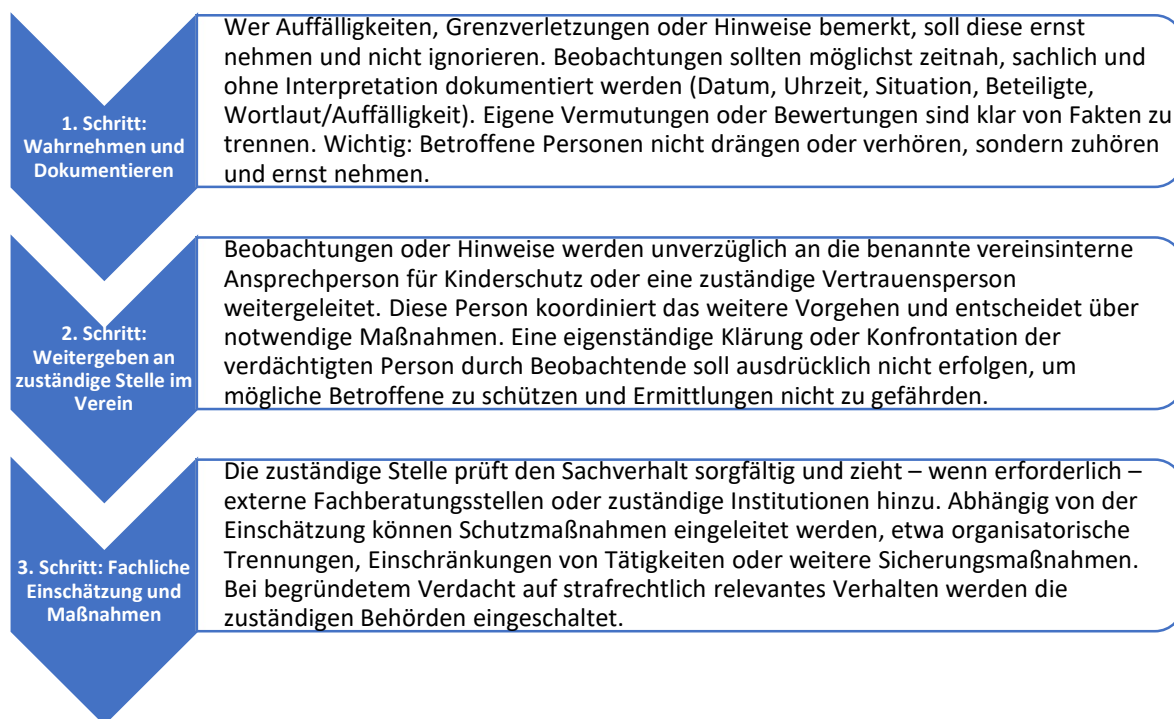 1. Schritt:
Wahrnehmen und
Dokumentieren
Wer Auffälligkeiten, Grenzverletzungen oder Hinweise bemerkt, soll diese ernst
nehmen und nicht ignorieren. Beobachtungen sollten möglichst zeitnah, sachlich und
ohne Interpretation dokumentiert werden (Datum, Uhrzeit, Situation, Beteiligte,
Wortlaut/Auffälligkeit). Eigene Vermutungen oder Bewertungen sind klar von Fakten zu
trennen. Wichtig: Betroffene Personen nicht drängen oder verhören, sondern zuhören
und ernst nehmen.
2. Schritt:
Weitergeben an
zuständige Stelle im
Verein
Beobachtungen oder Hinweise werden unverzüglich an die benannte vereinsinterne
Ansprechperson für Kinderschutz oder eine zuständige Vertrauensperson
weitergeleitet. Diese Person koordiniert das weitere Vorgehen und entscheidet über
notwendige Maßnahmen. Eine eigenständige Klärung oder Konfrontation der
verdächtigten Person durch Beobachtende soll ausdrücklich nicht erfolgen, um
mögliche Betroffene zu schützen und Ermittlungen nicht zu gefährden.
3. Schritt: Fachliche
Einschätzung und
Maßnahmen
Die zuständige Stelle prüft den Sachverhalt sorgfältig und zieht – wenn erforderlich –
externe Fachberatungsstellen oder zuständige Institutionen hinzu. Abhängig von der
Einschätzung können Schutzmaßnahmen eingeleitet werden, etwa organisatorische
Trennungen, Einschränkungen von Tätigkeiten oder weitere Sicherungsmaßnahmen.
Bei begründetem Verdacht auf strafrechtlich relevantes Verhalten werden die
zuständigen Behörden eingeschaltet.